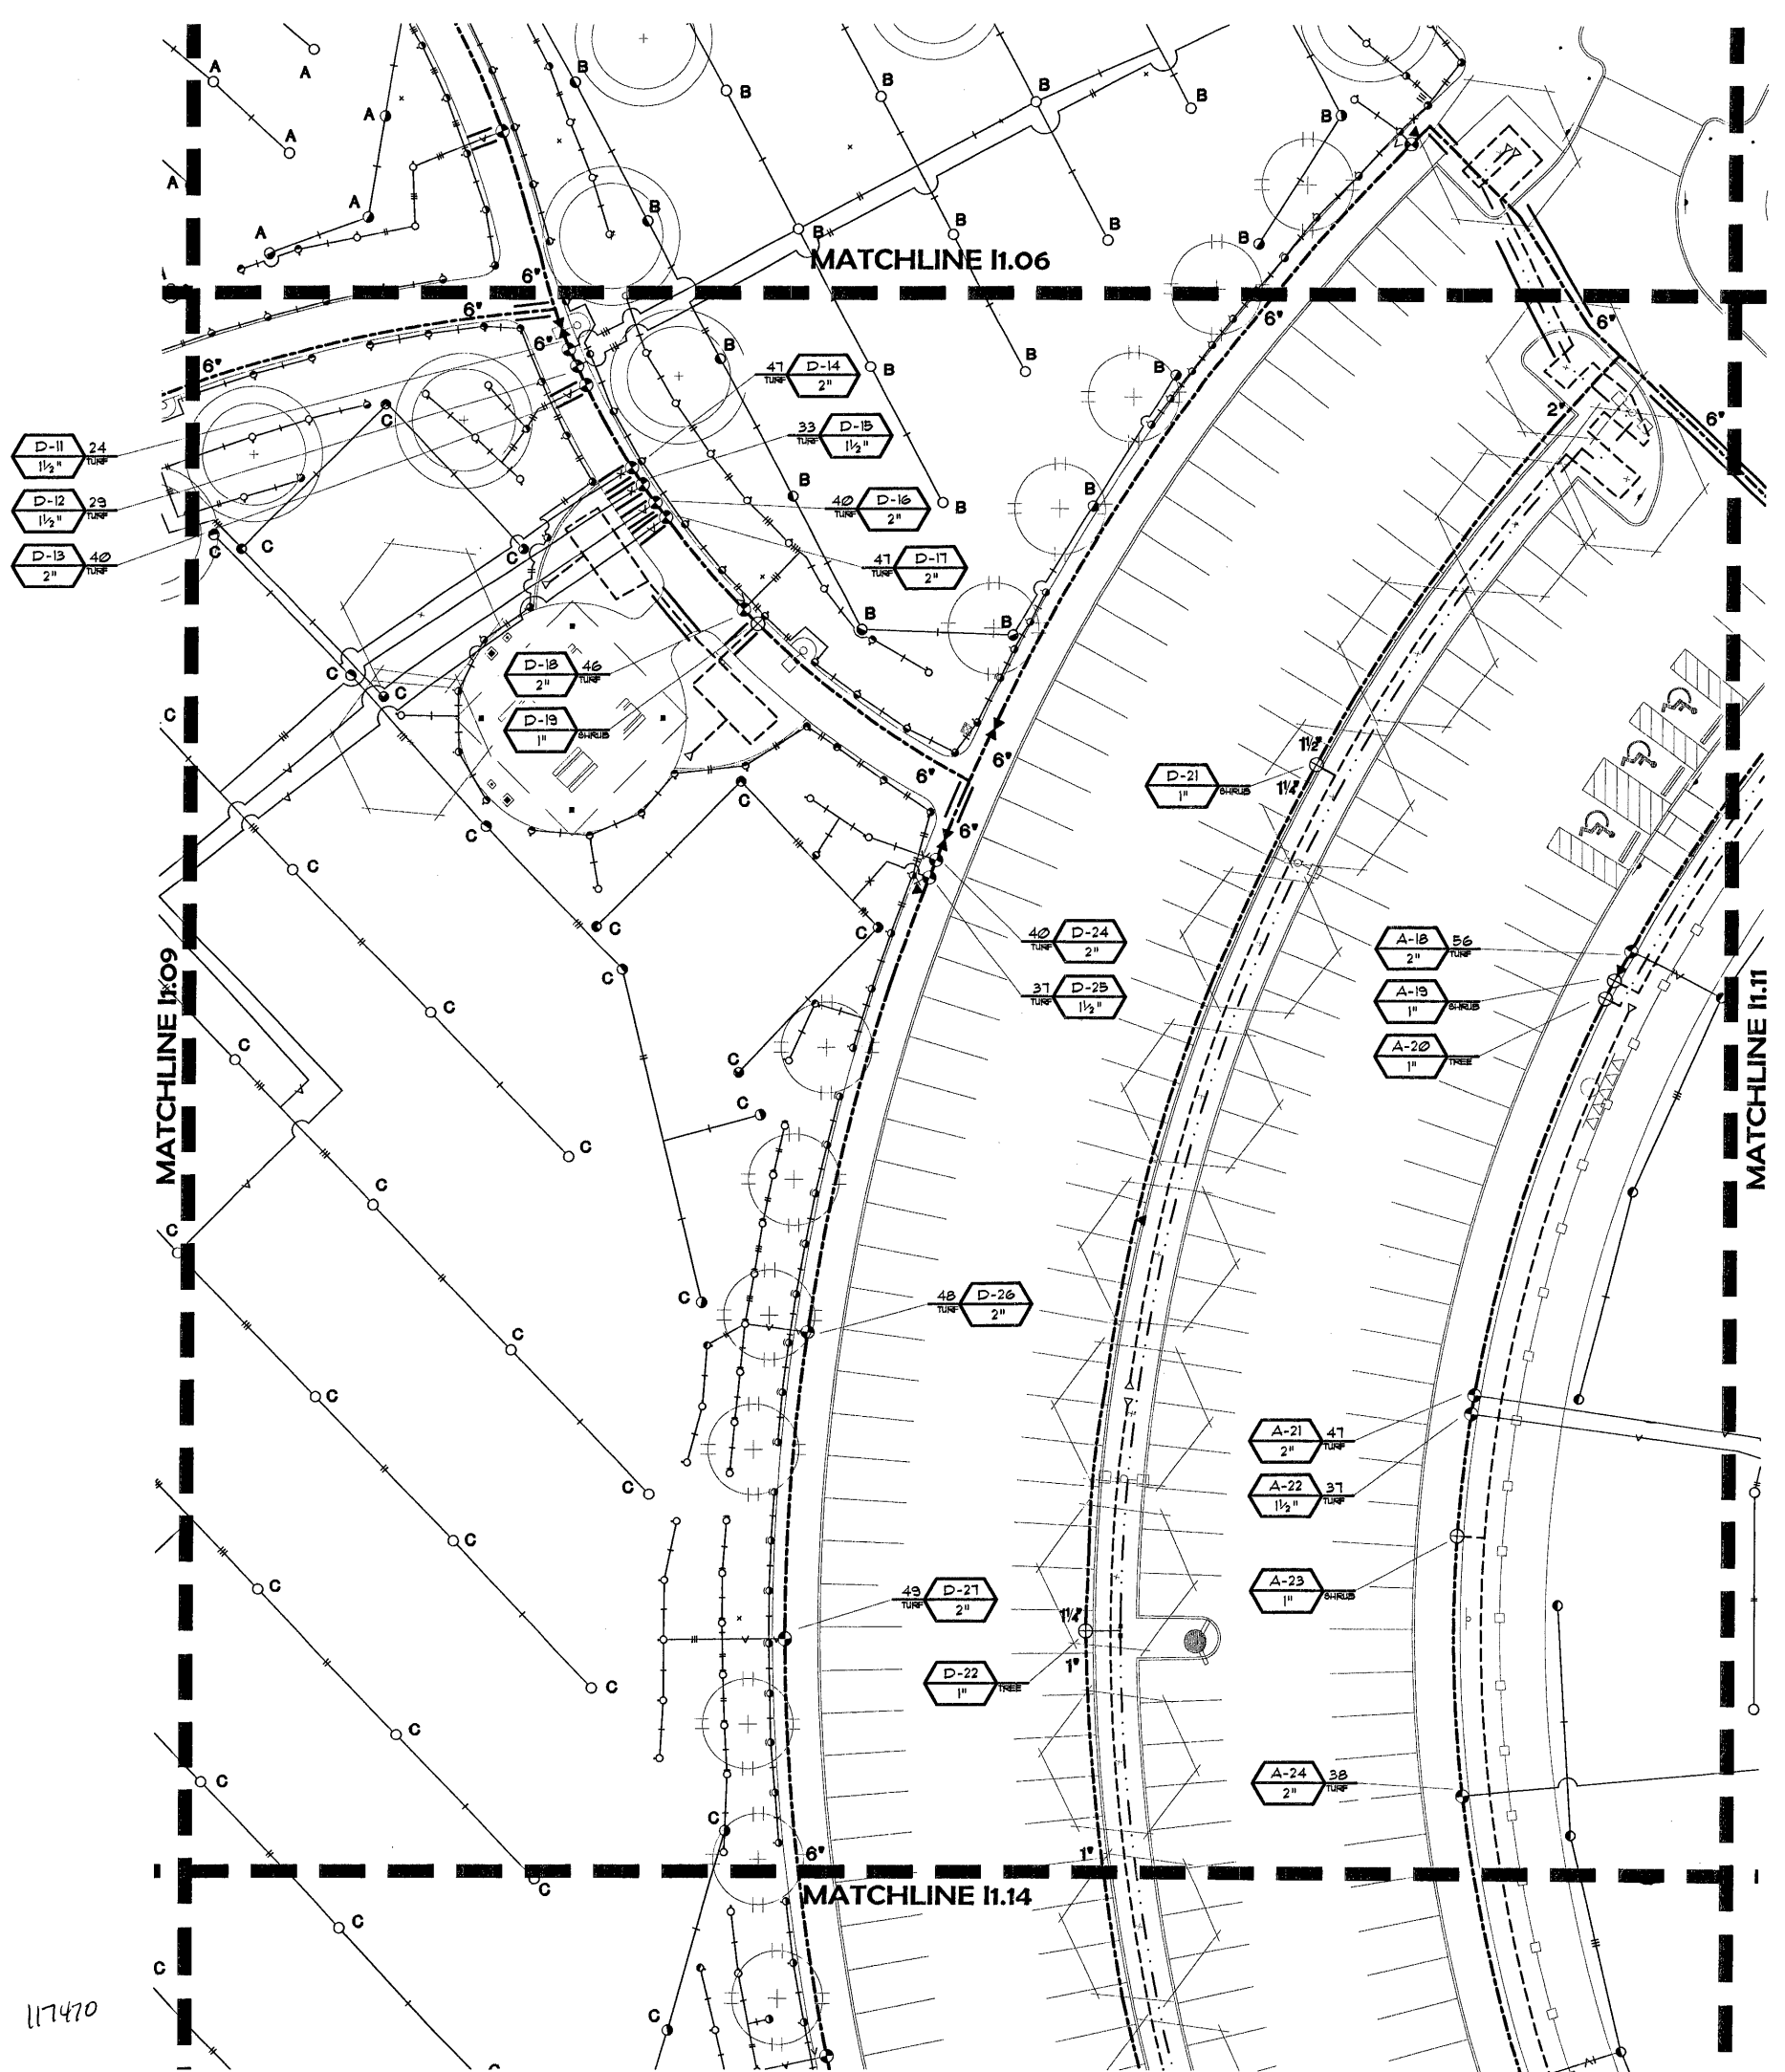 A
A
A
A
A
A
A
B
B
B
B
B
B
B
B
B
B
B
MATCHLINE I1.06
6"
6"
6"
6"
6"
6"
6"
2"
B
B
B
B
B
B
B
B
B
D-14
2"
47
TURF
D-15
1½"
33
TURF
D-16
2"
40
TURF
D-17
2"
47
TURF
D-11
1½"
24
TURF
D-12
1½"
29
TURF
D-13
2"
40
TURF
D-18
2"
46
TURF
D-19
1"
SHRUB
C
C
C
C
C
C
C
C
6"
6"
6"
1½"
1¼"
D-21
1"
SHRUB
D-24
2"
40
TURF
D-25
1½"
37
TURF
A-18
2"
56
TURF
A-19
1"
SHRUB
A-20
1"
TREE
MATCHLINE I1.09
MATCHLINE I1.11
C
C
C
C
C
C
C
C
C
C
C
C
D-26
2"
48
TURF
A-21
2"
47
TURF
A-22
1½"
37
TURF
A-23
1"
SHRUB
D-27
2"
49
TURF
1¼"
1"
D-22
1"
TREE
A-24
2"
38
TURF
C
C
C
C
C
C
C
C
6"
1"
MATCHLINE I1.14
C
C
C
C
117470